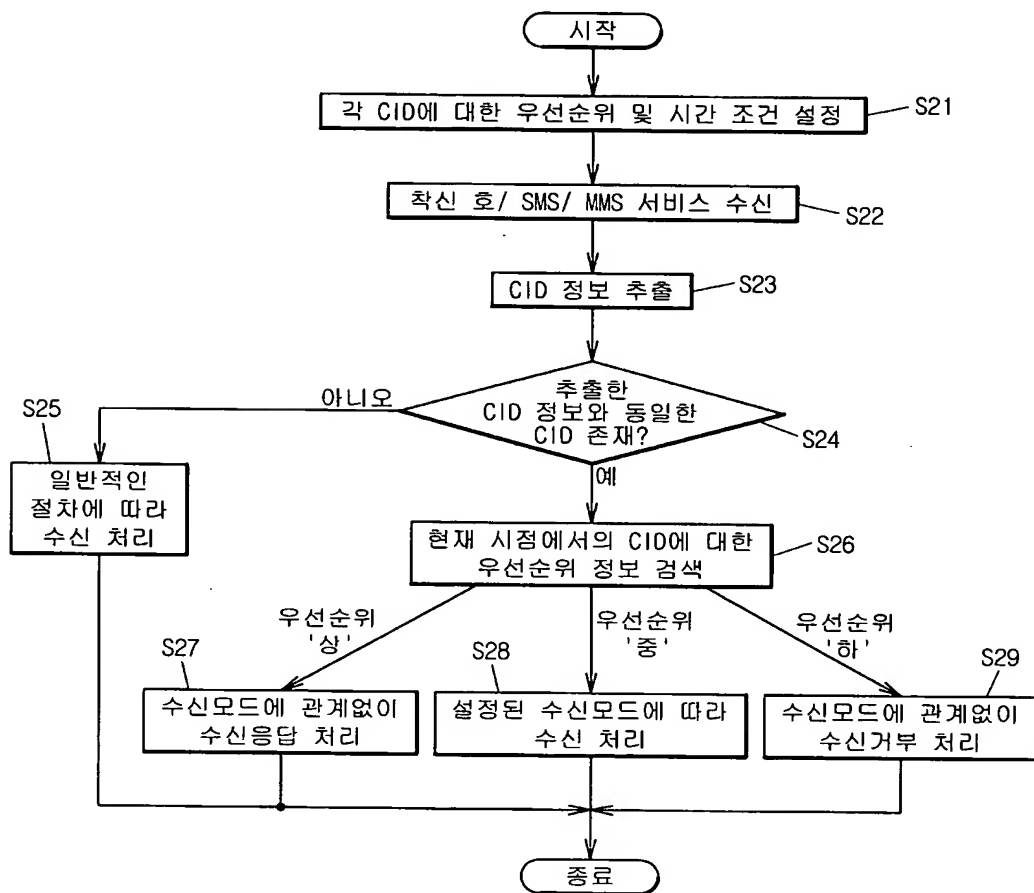 시작
각 CID에 대한 우선순위 및 시간 조건 설정
S21
착신 호/ SMS/ MMS 서비스 수신
S22
CID 정보 추출
S23
추출한
CID 정보와 동일한
CID 존재?
S24
아니오
예
S25
일반적인
절차에 따라
수신 처리
현재 시점에서의 CID에 대한
우선순위 정보 검색
S26
우선순위
'상'
우선순위
'중'
우선순위
'하'
S27
수신모드에 관계없이
수신응답 처리
S28
설정된 수신모드에 따라
수신 처리
S29
수신모드에 관계없이
수신거부 처리
종료